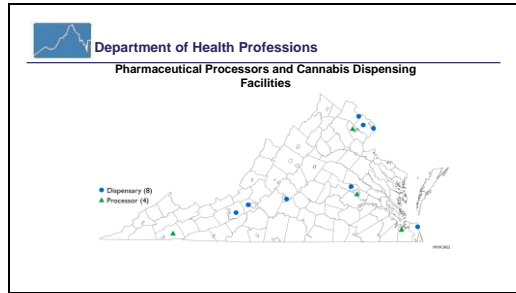 Department of Health Professions
Pharmaceutical Processors and Cannabis Dispensing
Facilities
Dispensary (8)
Processor (4)